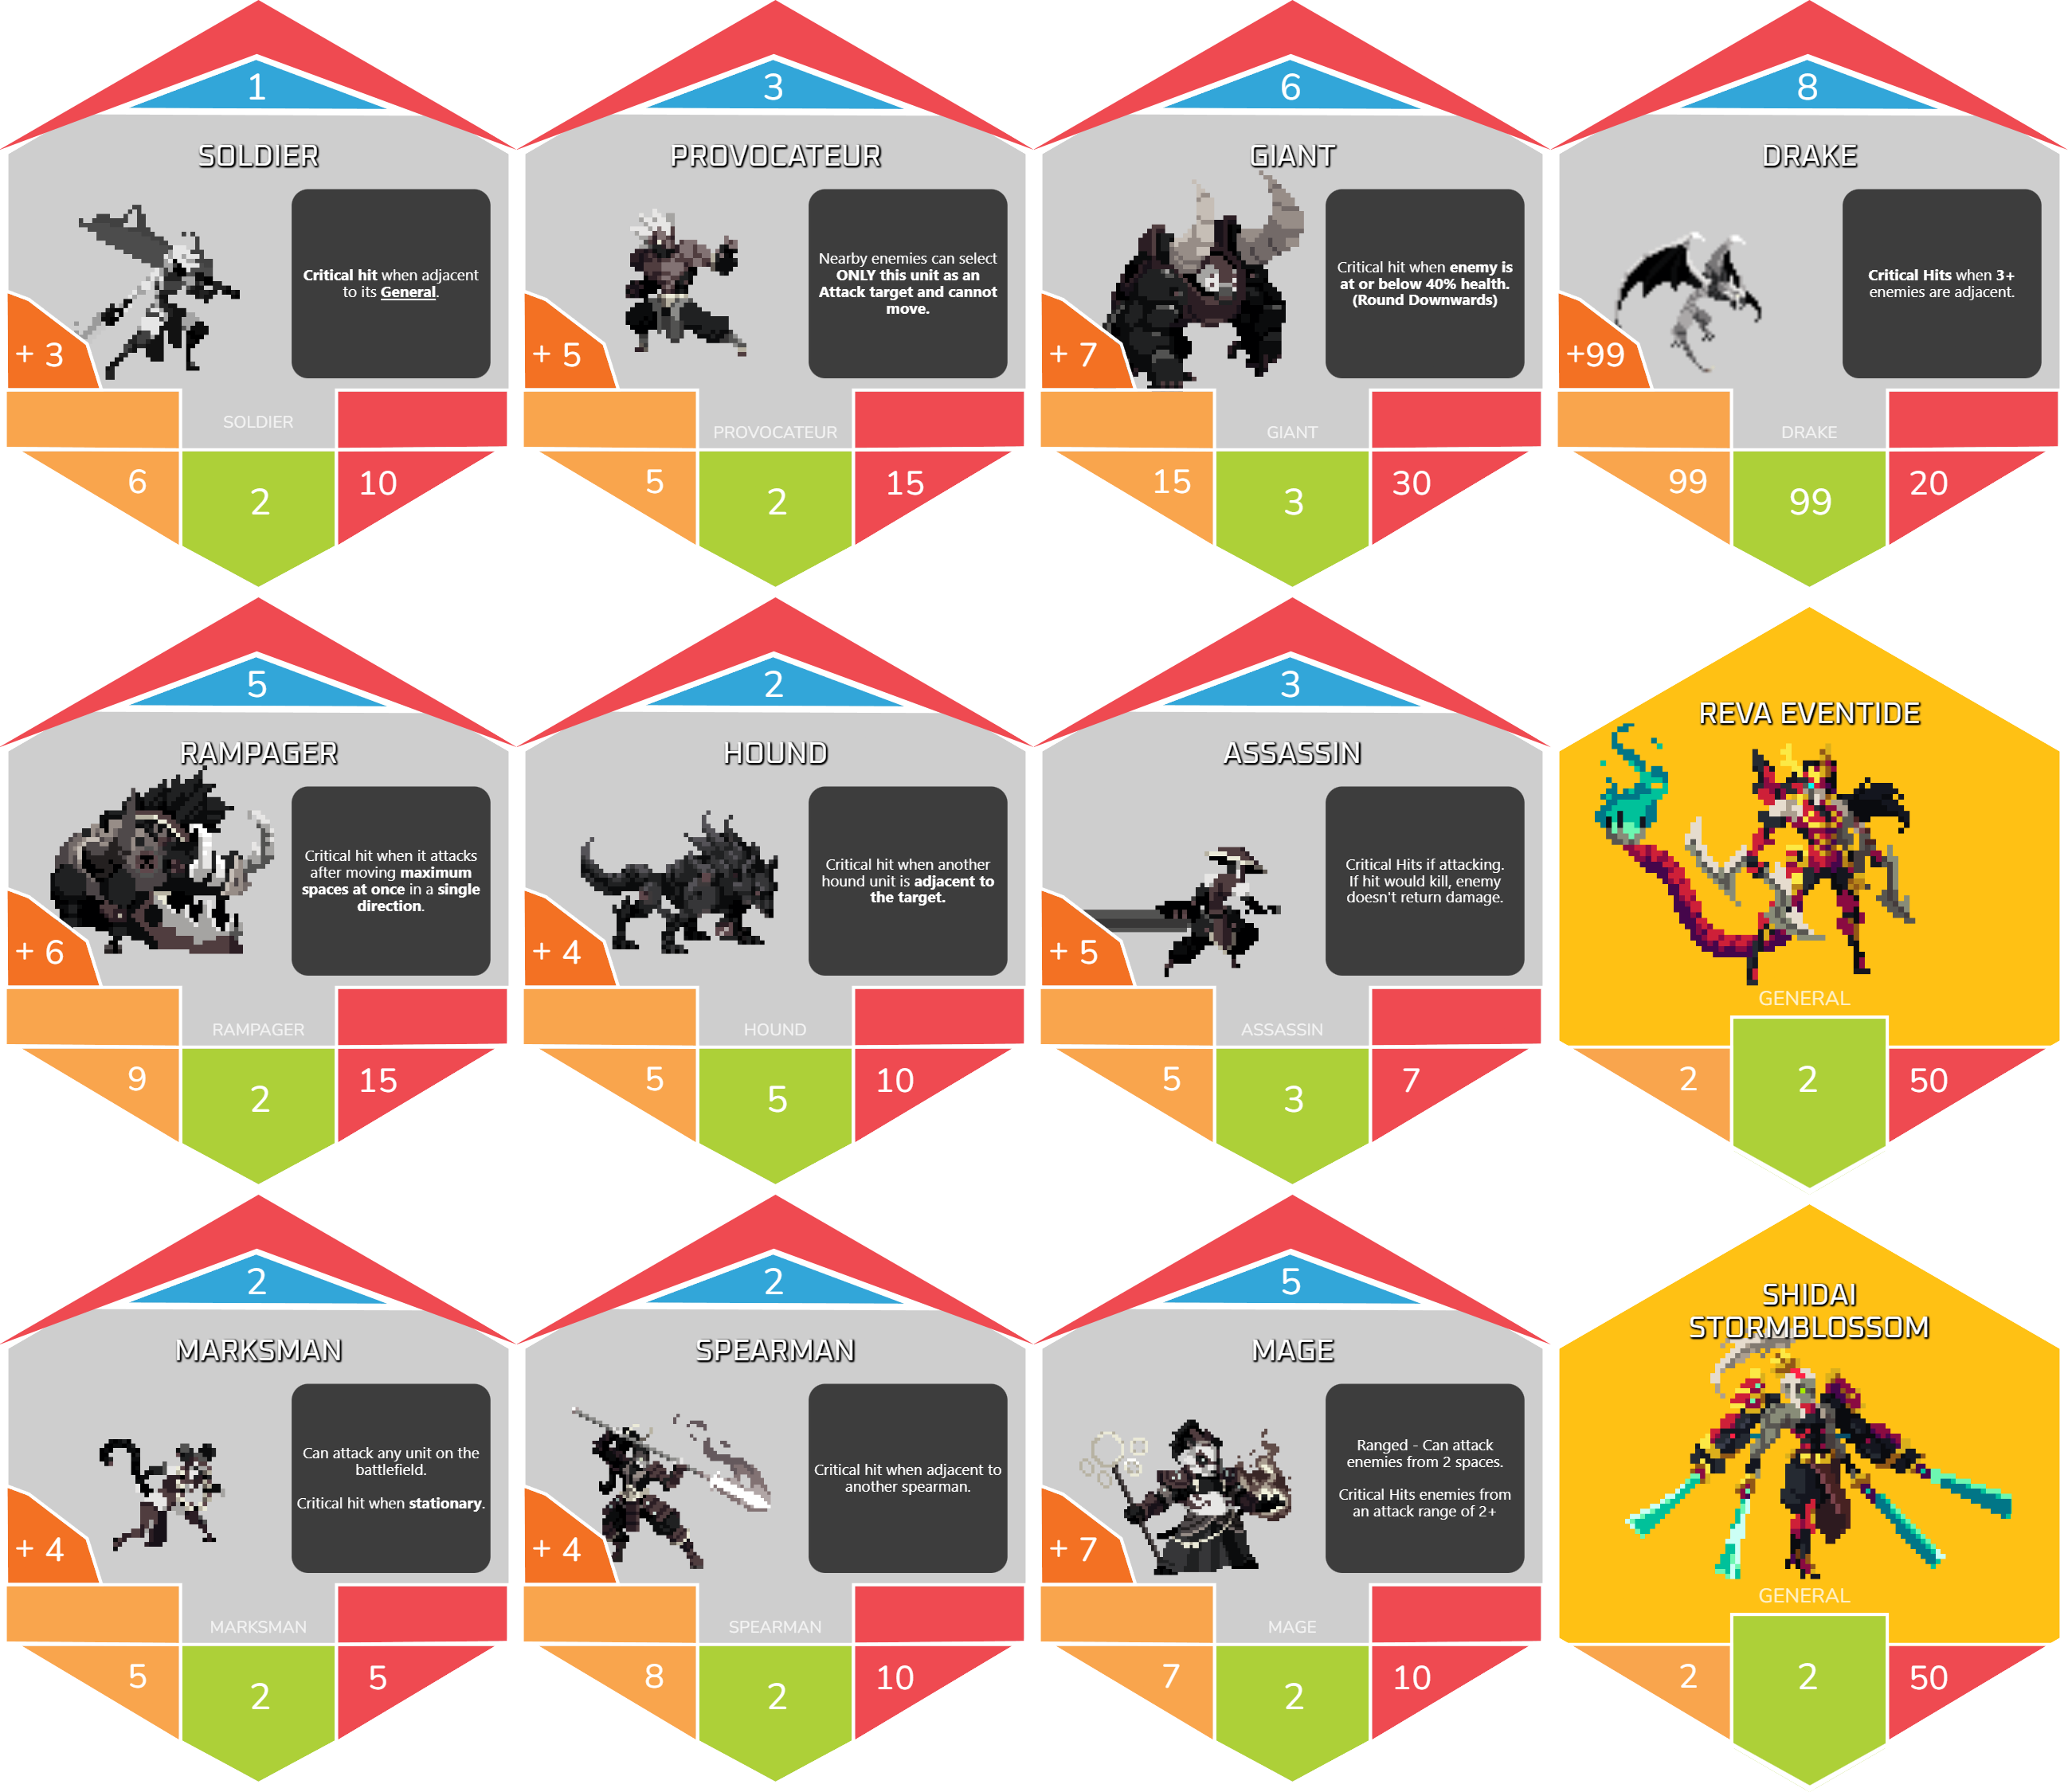 1
SOLDIER
Critical hit when adjacent
to its General.
+ 3
SOLDIER
6
2
10
3
PROVOCATEUR
Nearby enemies can select
ONLY this unit as an
Attack target and cannot
move.
+ 5
PROVOCATEUR
5
2
15
6
GIANT
Critical hit when enemy is
at or below 40% health.
(Round Downwards)
+ 7
GIANT
15
3
30
8
DRAKE
Critical Hits when 3+
enemies are adjacent.
+99
DRAKE
99
99
20
5
RAMPAGER
Critical hit when it attacks
after moving maximum
spaces at once in a single
direction.
+ 6
RAMPAGER
9
2
15
2
HOUND
Critical hit when another
hound unit is adjacent to
the target.
+ 4
HOUND
5
5
10
3
ASSASSIN
Critical Hits if attacking.
If hit would kill, enemy
doesn't return damage.
+ 5
ASSASSIN
5
3
7
REVA EVENTIDE
GENERAL
2
2
50
2
MARKSMAN
Can attack any unit on the
battlefield.
Critical hit when stationary.
+ 4
MARKSMAN
5
2
5
2
SPEARMAN
Critical hit when adjacent to
another spearman.
+ 4
SPEARMAN
8
2
10
5
MAGE
Ranged - Can attack
enemies from 2 spaces.
Critical Hits enemies from
an attack range of 2+
+ 7
MAGE
7
2
10
SHIDAI
STORMBLOSSOM
GENERAL
2
2
50